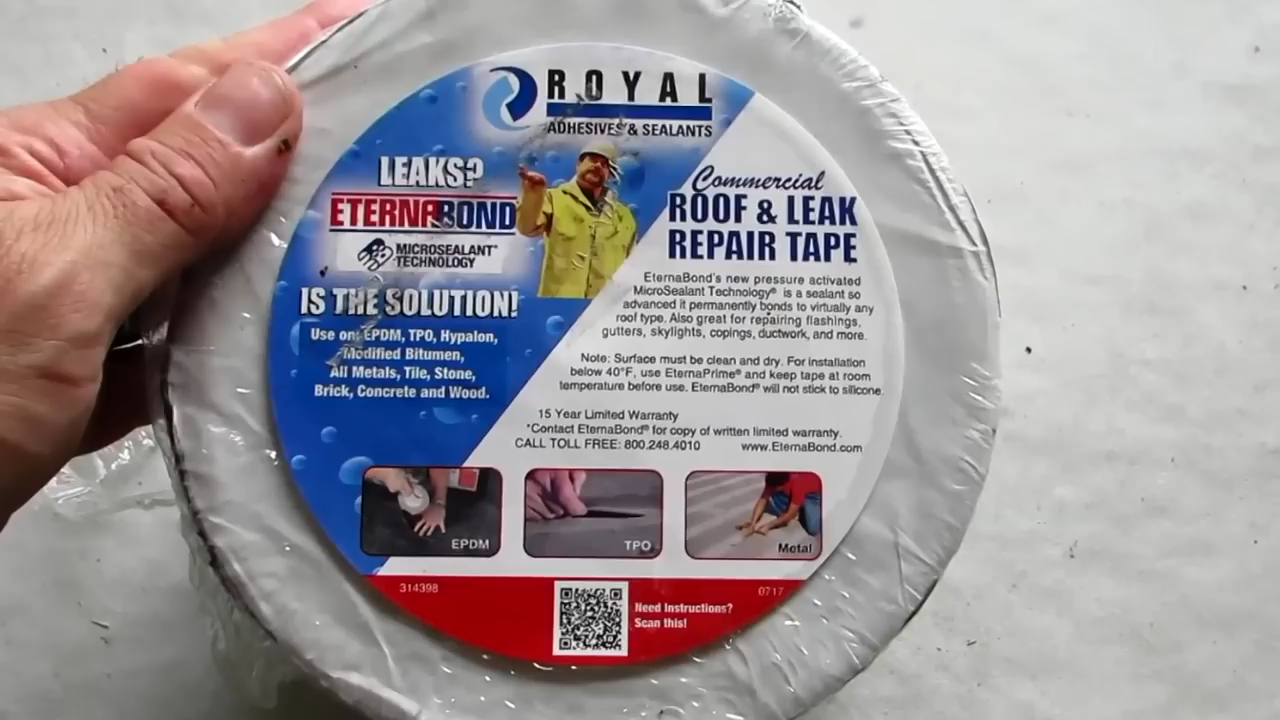 ROYAL
ADHESIVES & SEALANTS
LEAKS?
ETERNABOND
MICROSEALANT®
TECHNOLOGY
IS THE SOLUTION!
Use on: EPDM, TPO, Hypalon,
Modified Bitumen,
All Metals, Tile, Stone,
Brick, Concrete and Wood.
Commercial
ROOF & LEAK
REPAIR TAPE
EternaBond's new pressure activated
MicroSealant Technology® is a sealant so
advanced it permanently bonds to virtually any
roof type. Also great for repairing flashings,
gutters, skylights, copings, ductwork, and more.
Note: Surface must be clean and dry. For installation
below 40°F, use EternaPrime® and keep tape at room
temperature before use. EternaBond® will not stick to silicone.
15 Year Limited Warranty
*Contact EternaBond® for copy of written limited warranty.
CALL TOLL FREE: 800.248.4010 www.EternaBond.com
EPDM
TPO
Metal
314398
0717
Need Instructions?
Scan this!